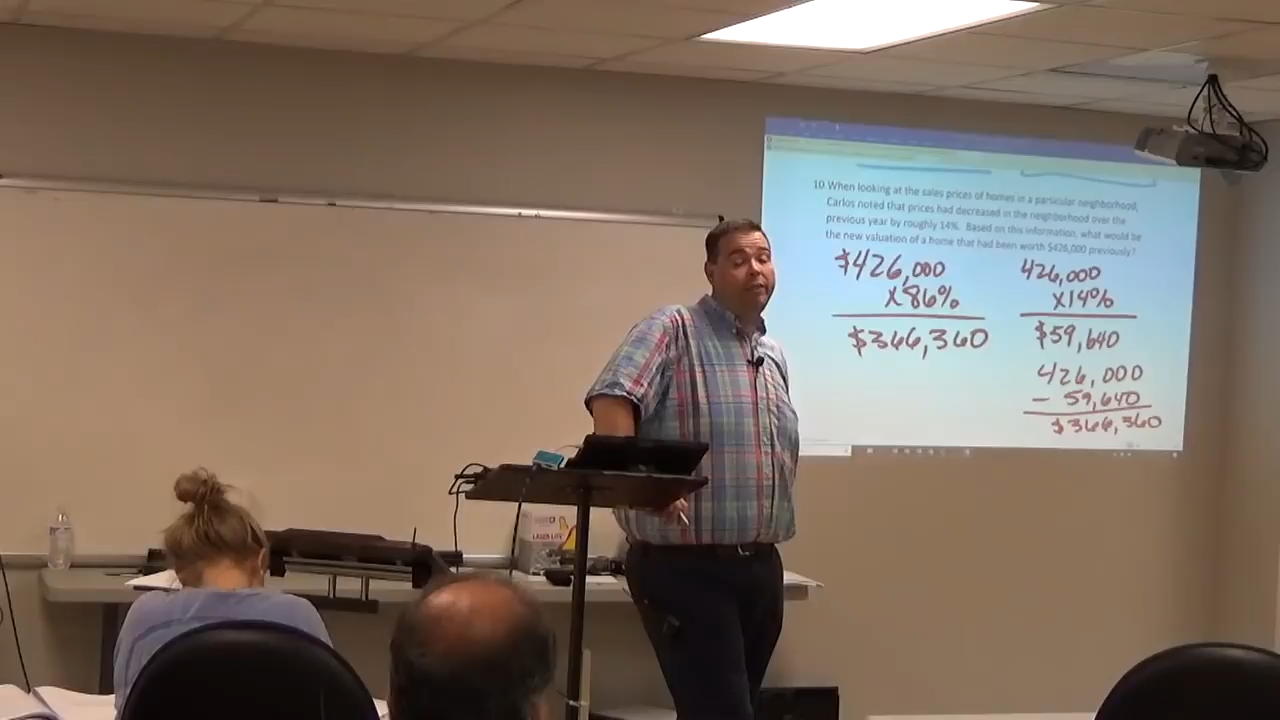 10. When looking at the sales prices of homes in a particular neighborhood,
Carlos noted that prices had decreased in the neighborhood over the
previous year by roughly 14%. Based on this information, what would be
the new valuation of a home that had been worth $426,000 previously?
$426,000
X86%
$366,360
426,000
X14%
$59,640
426,000
- 59,640
$366,360